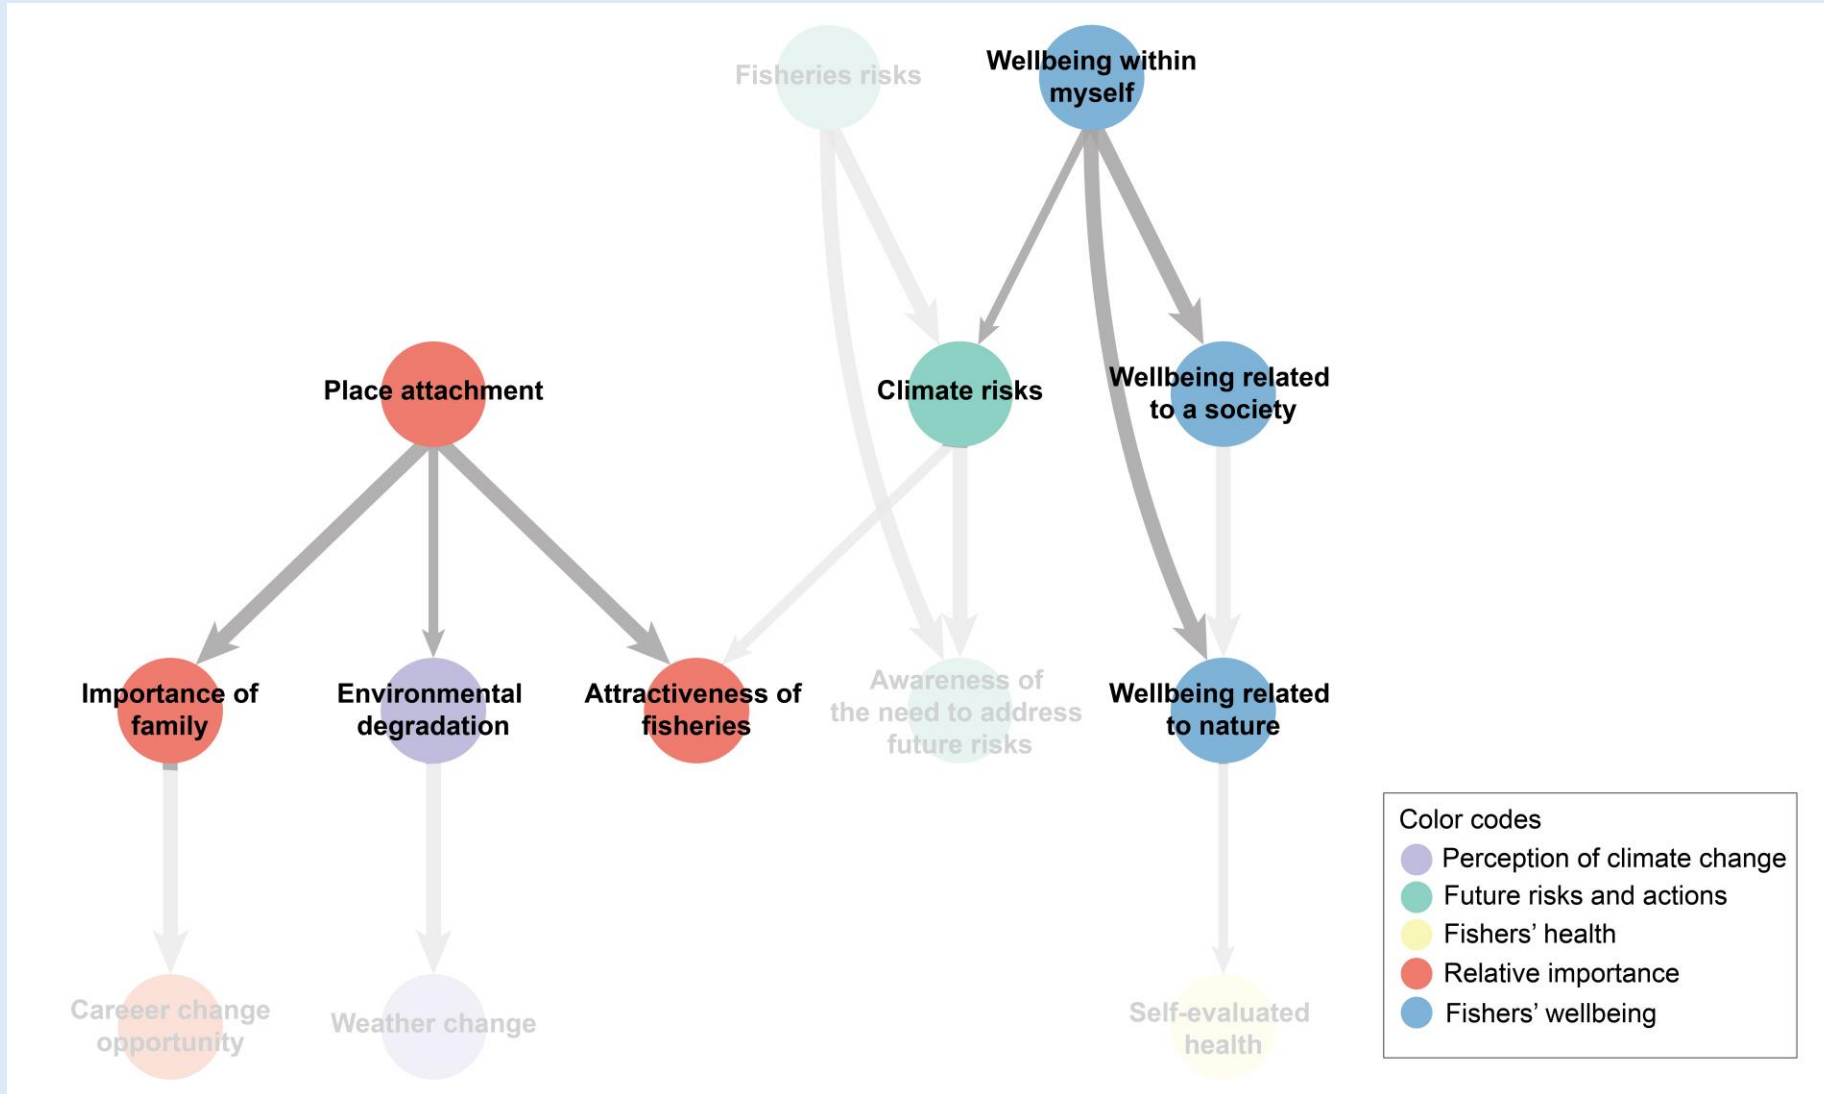 Fisheries risks
Wellbeing within
myself
Place attachment
Climate risks
Wellbeing related
to a society
Importance of
family
Environmental
degradation
Attractiveness of
fisheries
Awareness of
the need to address
future risks
Wellbeing related
to nature
Careeer change
opportunity
Weather change
Self-evaluated
health
Color codes
Perception of climate change
Future risks and actions
Fishers’ health
Relative importance
Fishers’ wellbeing